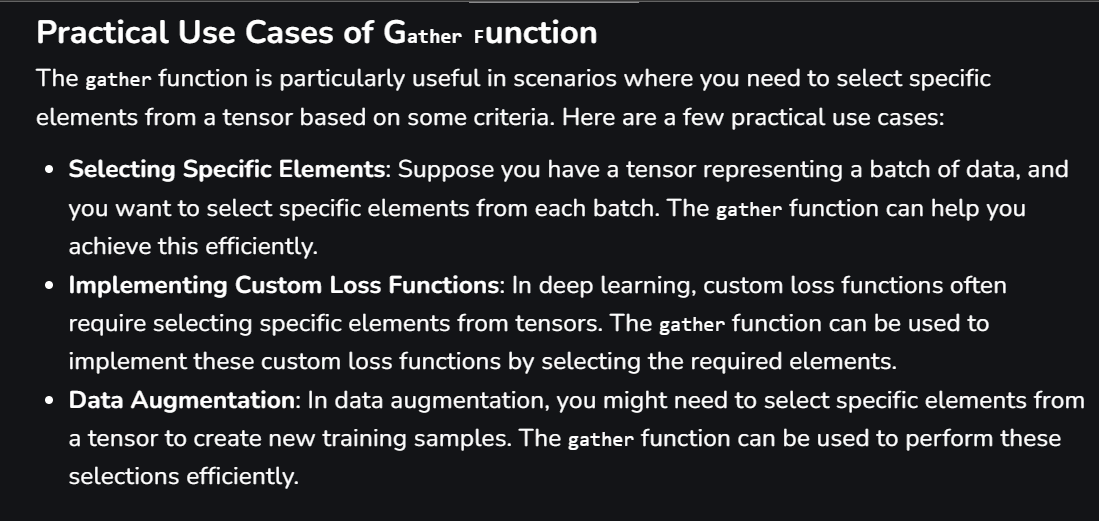 Practical Use Cases of Gather Function
The gather function is particularly useful in scenarios where you need to select specific
elements from a tensor based on some criteria. Here are a few practical use cases:
• Selecting Specific Elements: Suppose you have a tensor representing a batch of data, and
you want to select specific elements from each batch. The gather function can help you
achieve this efficiently.
• Implementing Custom Loss Functions: In deep learning, custom loss functions often
require selecting specific elements from tensors. The gather function can be used to
implement these custom loss functions by selecting the required elements.
• Data Augmentation: In data augmentation, you might need to select specific elements from
a tensor to create new training samples. The gather function can be used to perform these
selections efficiently.